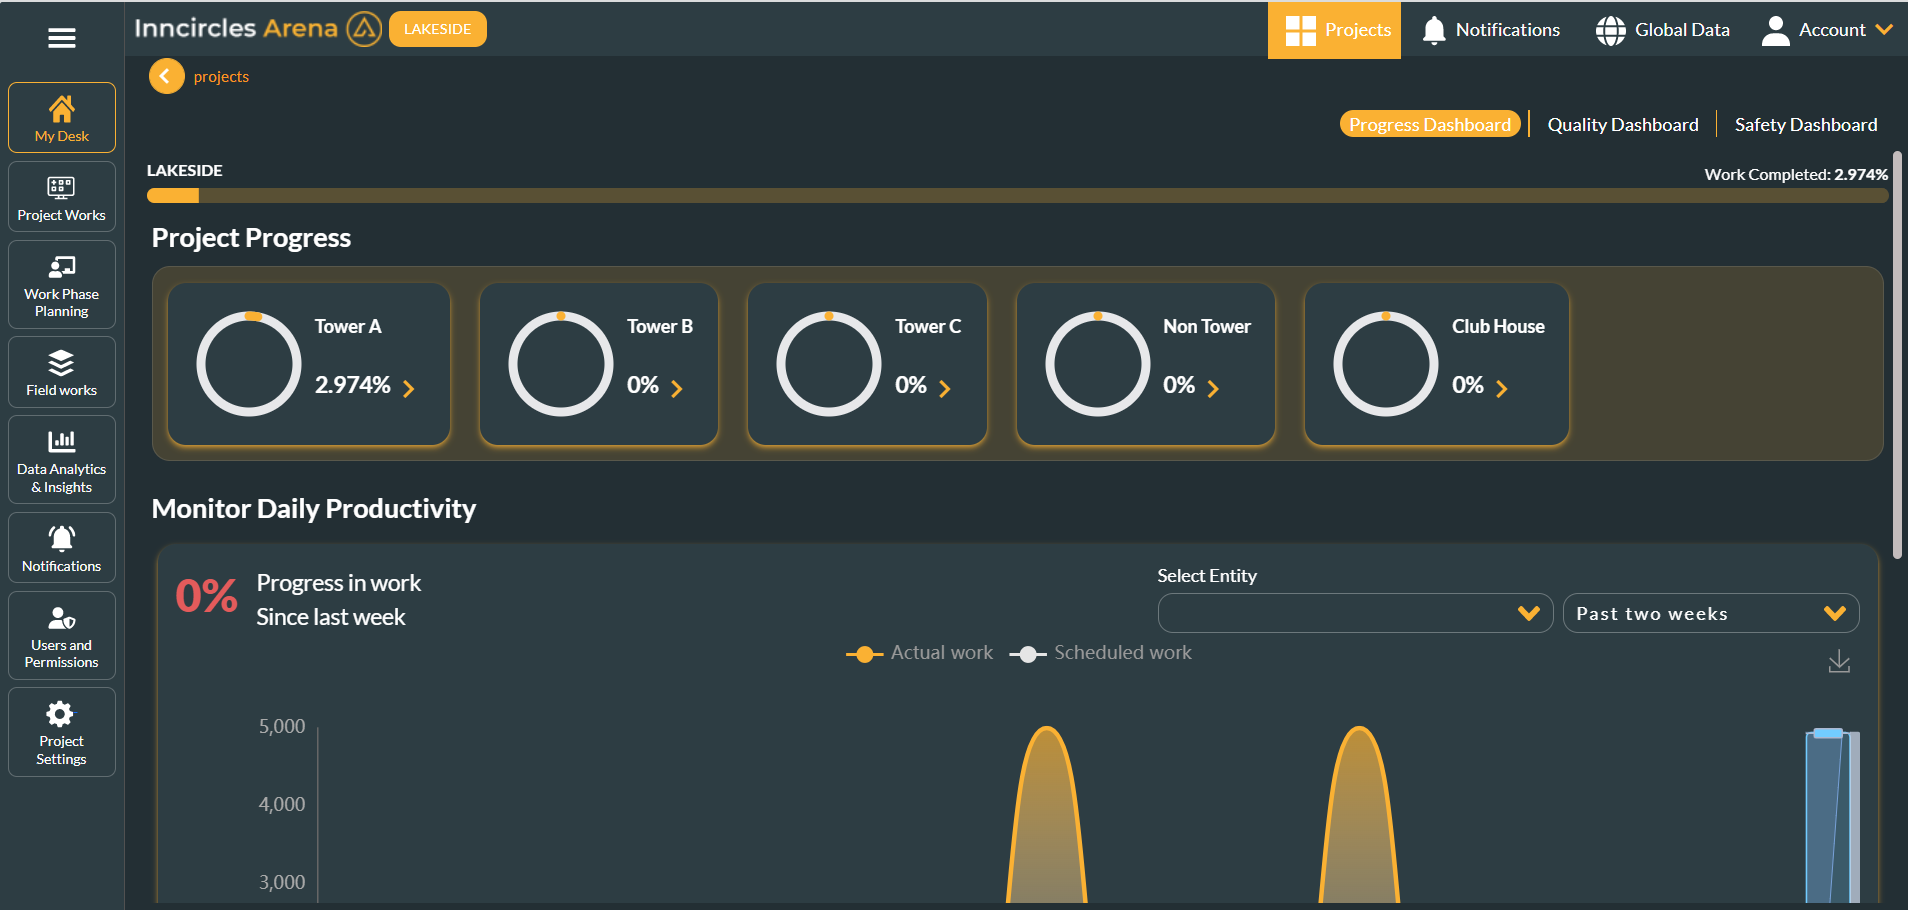 Inncircles Arena
LAKESIDE
Projects
Notifications
Global Data
Account
projects
My Desk
Project Works
Work Phase
Planning
Field works
Data Analytics
& Insights
Notifications
Users and
Permissions
Project
Settings
Progress Dashboard
Quality Dashboard
Safety Dashboard
LAKESIDE
Work Completed: 2.974%
Project Progress
Tower A
2.974%
Tower B
0%
Tower C
0%
Non Tower
0%
Club House
0%
Monitor Daily Productivity
0%
Progress in work
Since last week
Select Entity
Past two weeks
Actual work
Scheduled work
5,000
4,000
3,000